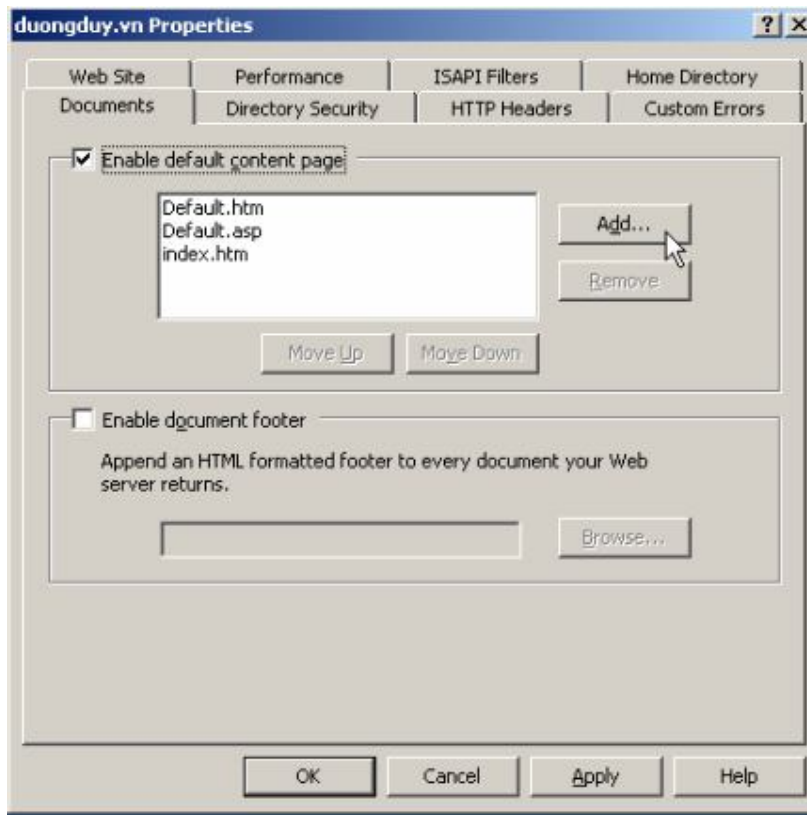 duongduy.vn Properties
Web Site Performance ISAPI Filters Home Directory
Documents Directory Security HTTP Headers Custom Errors
Enable default content page
Default.htm
Default.asp
index.htm
Add...
Remove
Move Up Move Down
Enable document footer
Append an HTML formatted footer to every document your Web
server returns.
Browse...
OK Cancel Apply Help